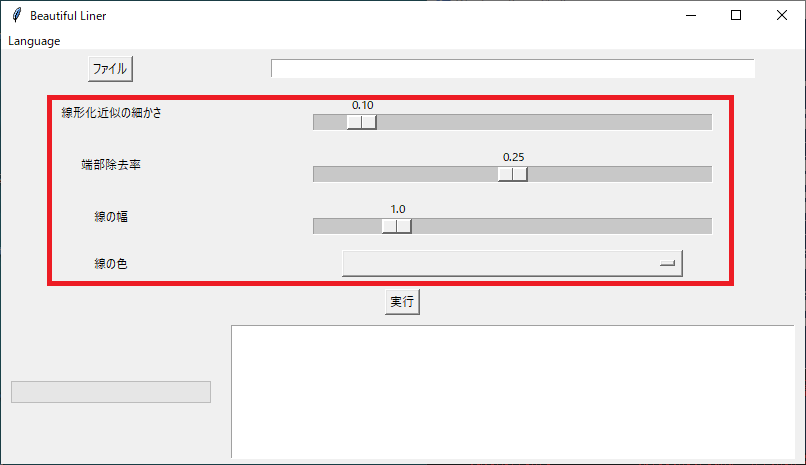 Beautiful Liner
Language
ファイル
線形化近似の細かさ
0.10
端部除去率
0.25
線の幅
1.0
線の色
実行